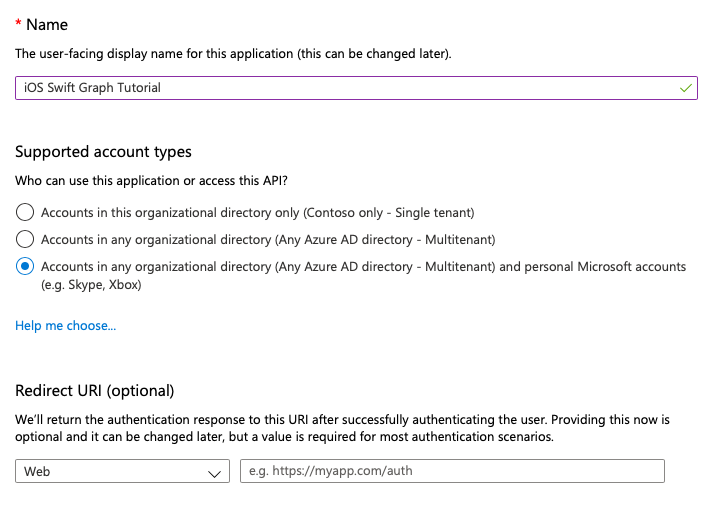 * Name
The user-facing display name for this application (this can be changed later).
iOS Swift Graph Tutorial
Supported account types
Who can use this application or access this API?
Accounts in this organizational directory only (Contoso only - Single tenant)
Accounts in any organizational directory (Any Azure AD directory - Multitenant)
Accounts in any organizational directory (Any Azure AD directory - Multitenant) and personal Microsoft accounts
(e.g. Skype, Xbox)
Help me choose...
Redirect URI (optional)
We'll return the authentication response to this URI after successfully authenticating the user. Providing this now is
optional and it can be changed later, but a value is required for most authentication scenarios.
Web
e.g. https://myapp.com/auth